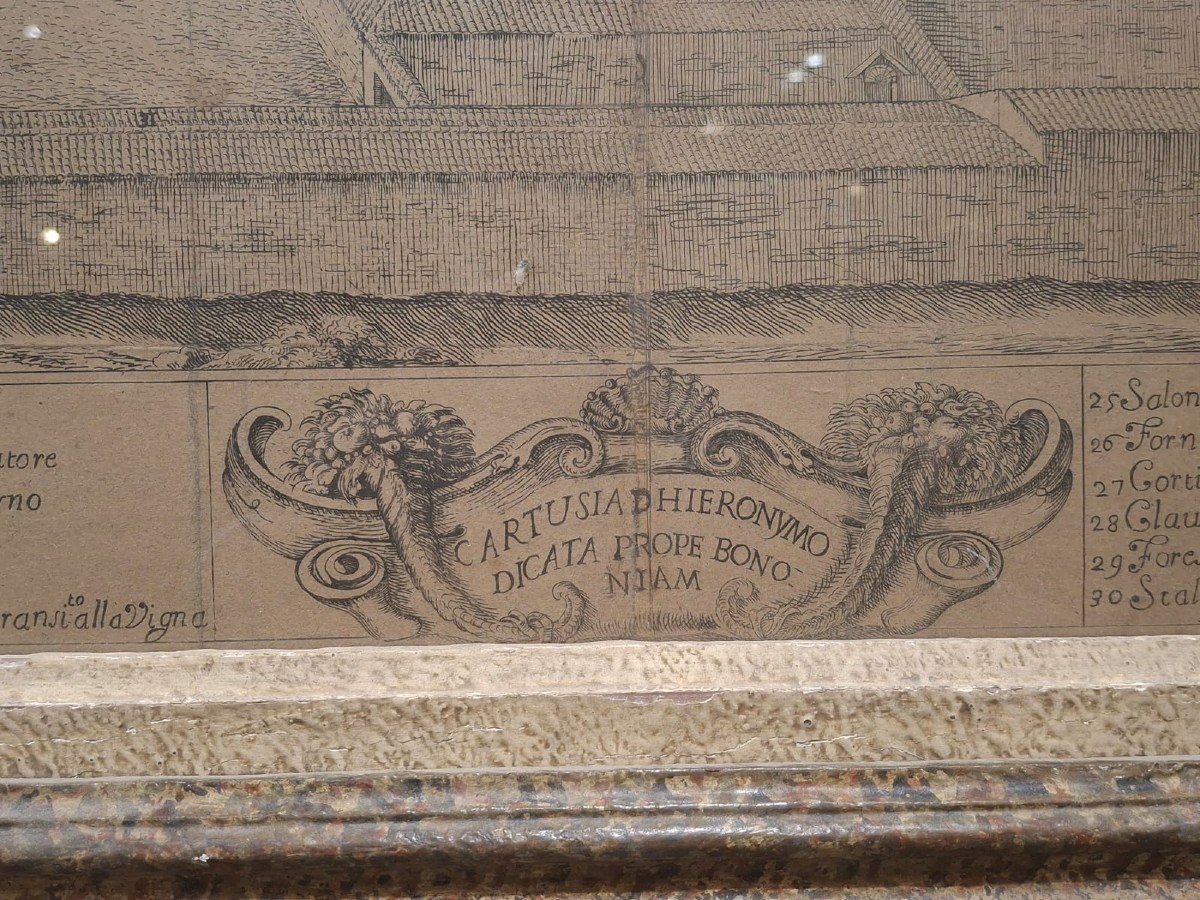 atore
rno
ransi.to alla Vigna
CARTUSIA D HIERONYMO
DICATA PROPE BONO-
NIAM
25 Salon
26 Forn
27 Corti
28 Clau
29 Fore
30 Stal